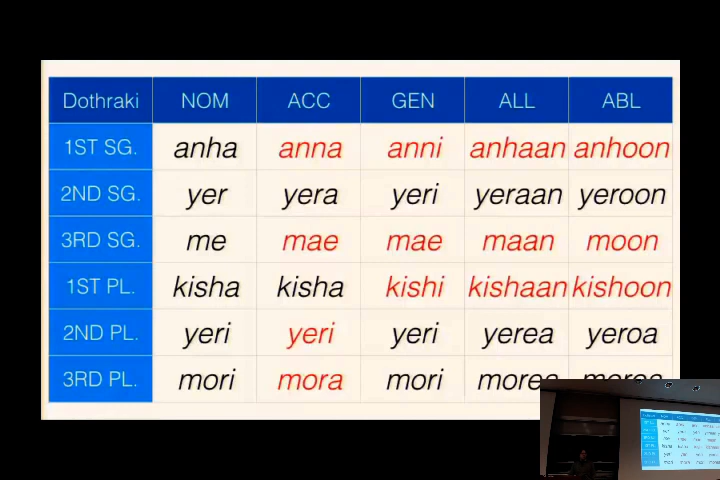 Dothraki NOM ACC GEN ALL ABL
1ST SG. anha anna anni anhaan anhoon
2ND SG. yer yera yeri yeraan yeroon
3RD SG. me mae mae maan moon
1ST PL. kisha kisha kishi kishaan kishoon
2ND PL. yeri yeri yeri yerea yeroa
3RD PL. mori mora mori